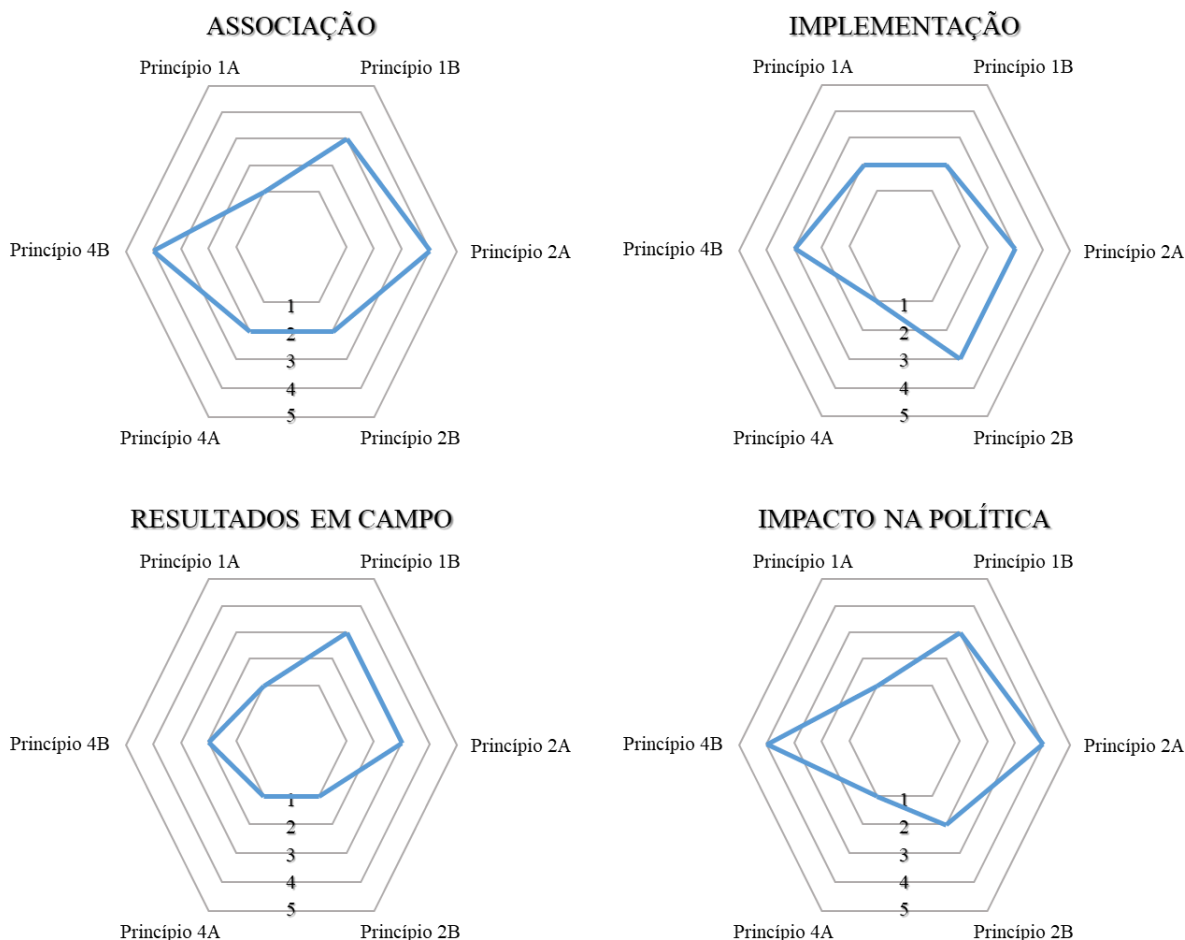 ASSOCIAÇÃO
Princípio 1A
Princípio 1B
Princípio 4B
Princípio 2A
1
2
3
4
5
Princípio 4A
Princípio 2B
IMPLEMENTAÇÃO
Princípio 1A
Princípio 1B
Princípio 4B
Princípio 2A
1
2
3
4
5
Princípio 4A
Princípio 2B
RESULTADOS EM CAMPO
Princípio 1A
Princípio 1B
Princípio 4B
Princípio 2A
1
2
3
4
5
Princípio 4A
Princípio 2B
IMPACTO NA POLÍTICA
Princípio 1A
Princípio 1B
Princípio 4B
Princípio 2A
1
2
3
4
5
Princípio 4A
Princípio 2B